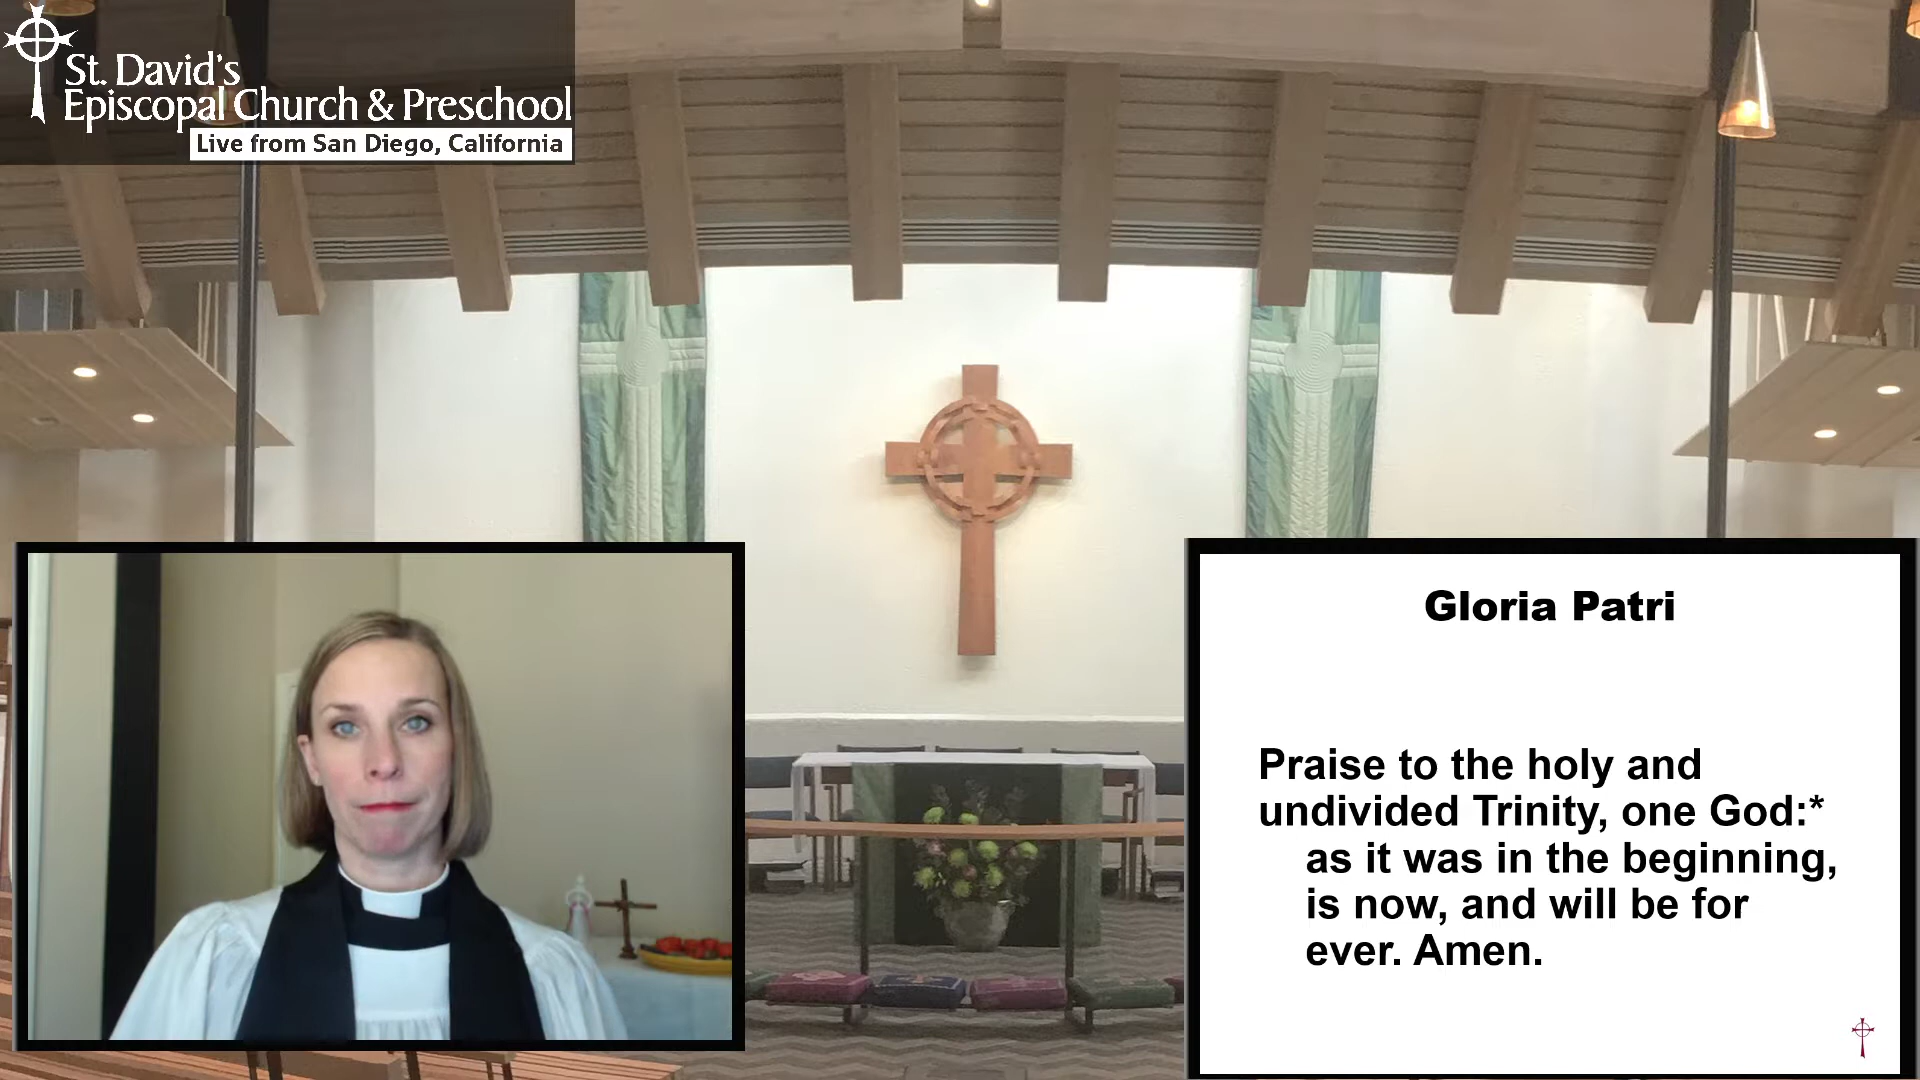 St. David's
Episcopal Church & Preschool
Live from San Diego, California
Gloria Patri
Praise to the holy and
undivided Trinity, one God:*
as it was in the beginning,
is now, and will be for
ever. Amen.